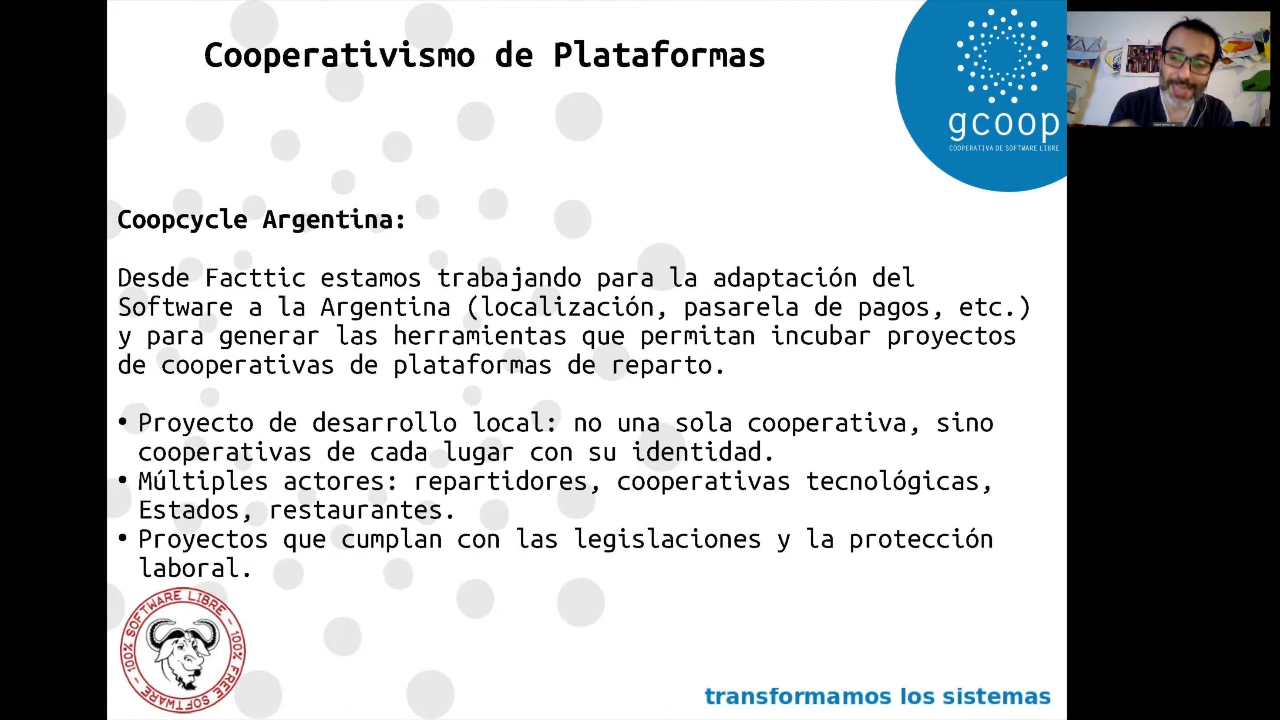 Cooperativismo de Plataformas
gcoop
COOPERATIVA DE SOFTWARE LIBRE
Coopcycle Argentina:
Desde Facttic estamos trabajando para la adaptación del
Software a la Argentina (localización, pasarela de pagos, etc.)
y para generar las herramientas que permitan incubar proyectos
de cooperativas de plataformas de reparto.
• Proyecto de desarrollo local: no una sola cooperativa, sino
cooperativas de cada lugar con su identidad.
• Múltiples actores: repartidores, cooperativas tecnológicas,
Estados, restaurantes.
• Proyectos que cumplan con las legislaciones y la protección
laboral.
100% SOFTWARE LIBRE - 100% FREE SOFTWARE -
transformamos los sistemas